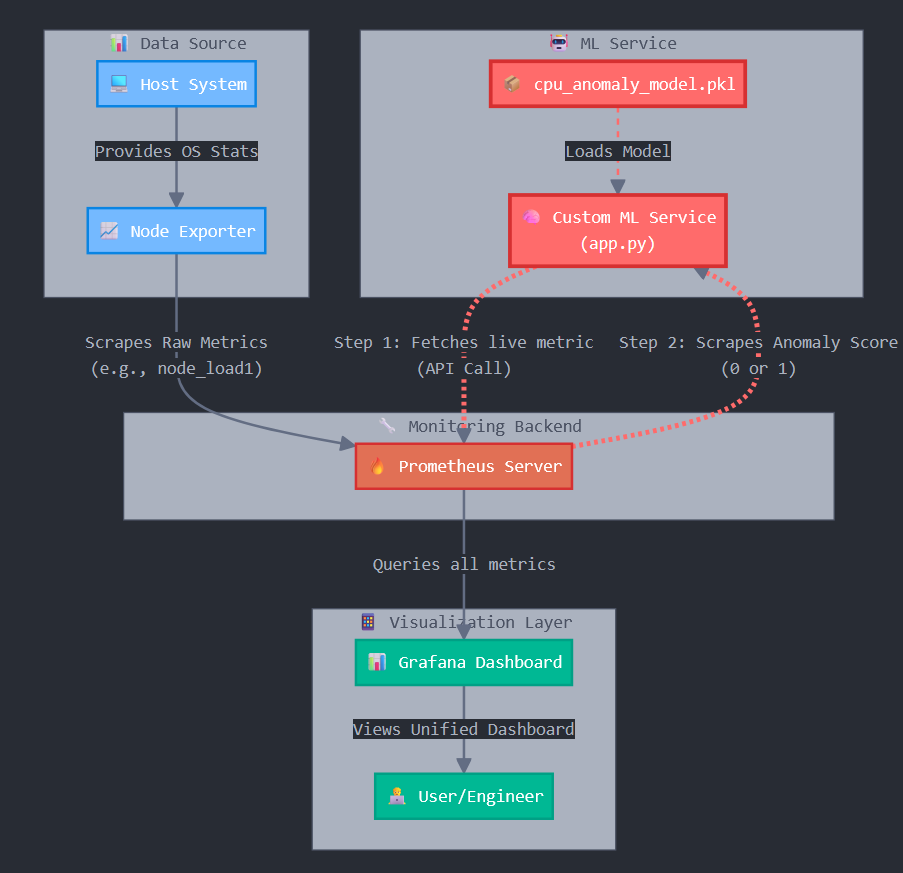 Data Source
ML Service
Host System
cpu_anomaly_model.pkl
Provides OS Stats
Loads Model
Node Exporter
Custom ML Service
(app.py)
Scrapes Raw Metrics
(e.g., node_load1)
Step 1: Fetches live metric
(API Call)
Step 2: Scrapes Anomaly Score
(0 or 1)
Monitoring Backend
Prometheus Server
Queries all metrics
Visualization Layer
Grafana Dashboard
Views Unified Dashboard
User/Engineer